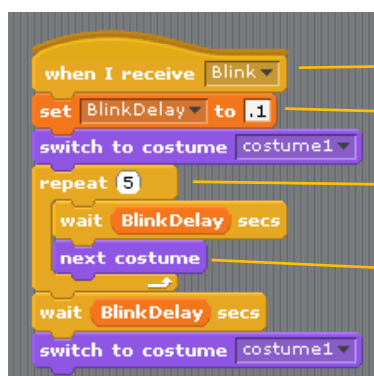 when I receive Blink
set BlinkDelay to .1
switch to costume costume1
repeat 5
wait BlinkDelay secs
next costume
wait BlinkDelay secs
switch to costume costume1